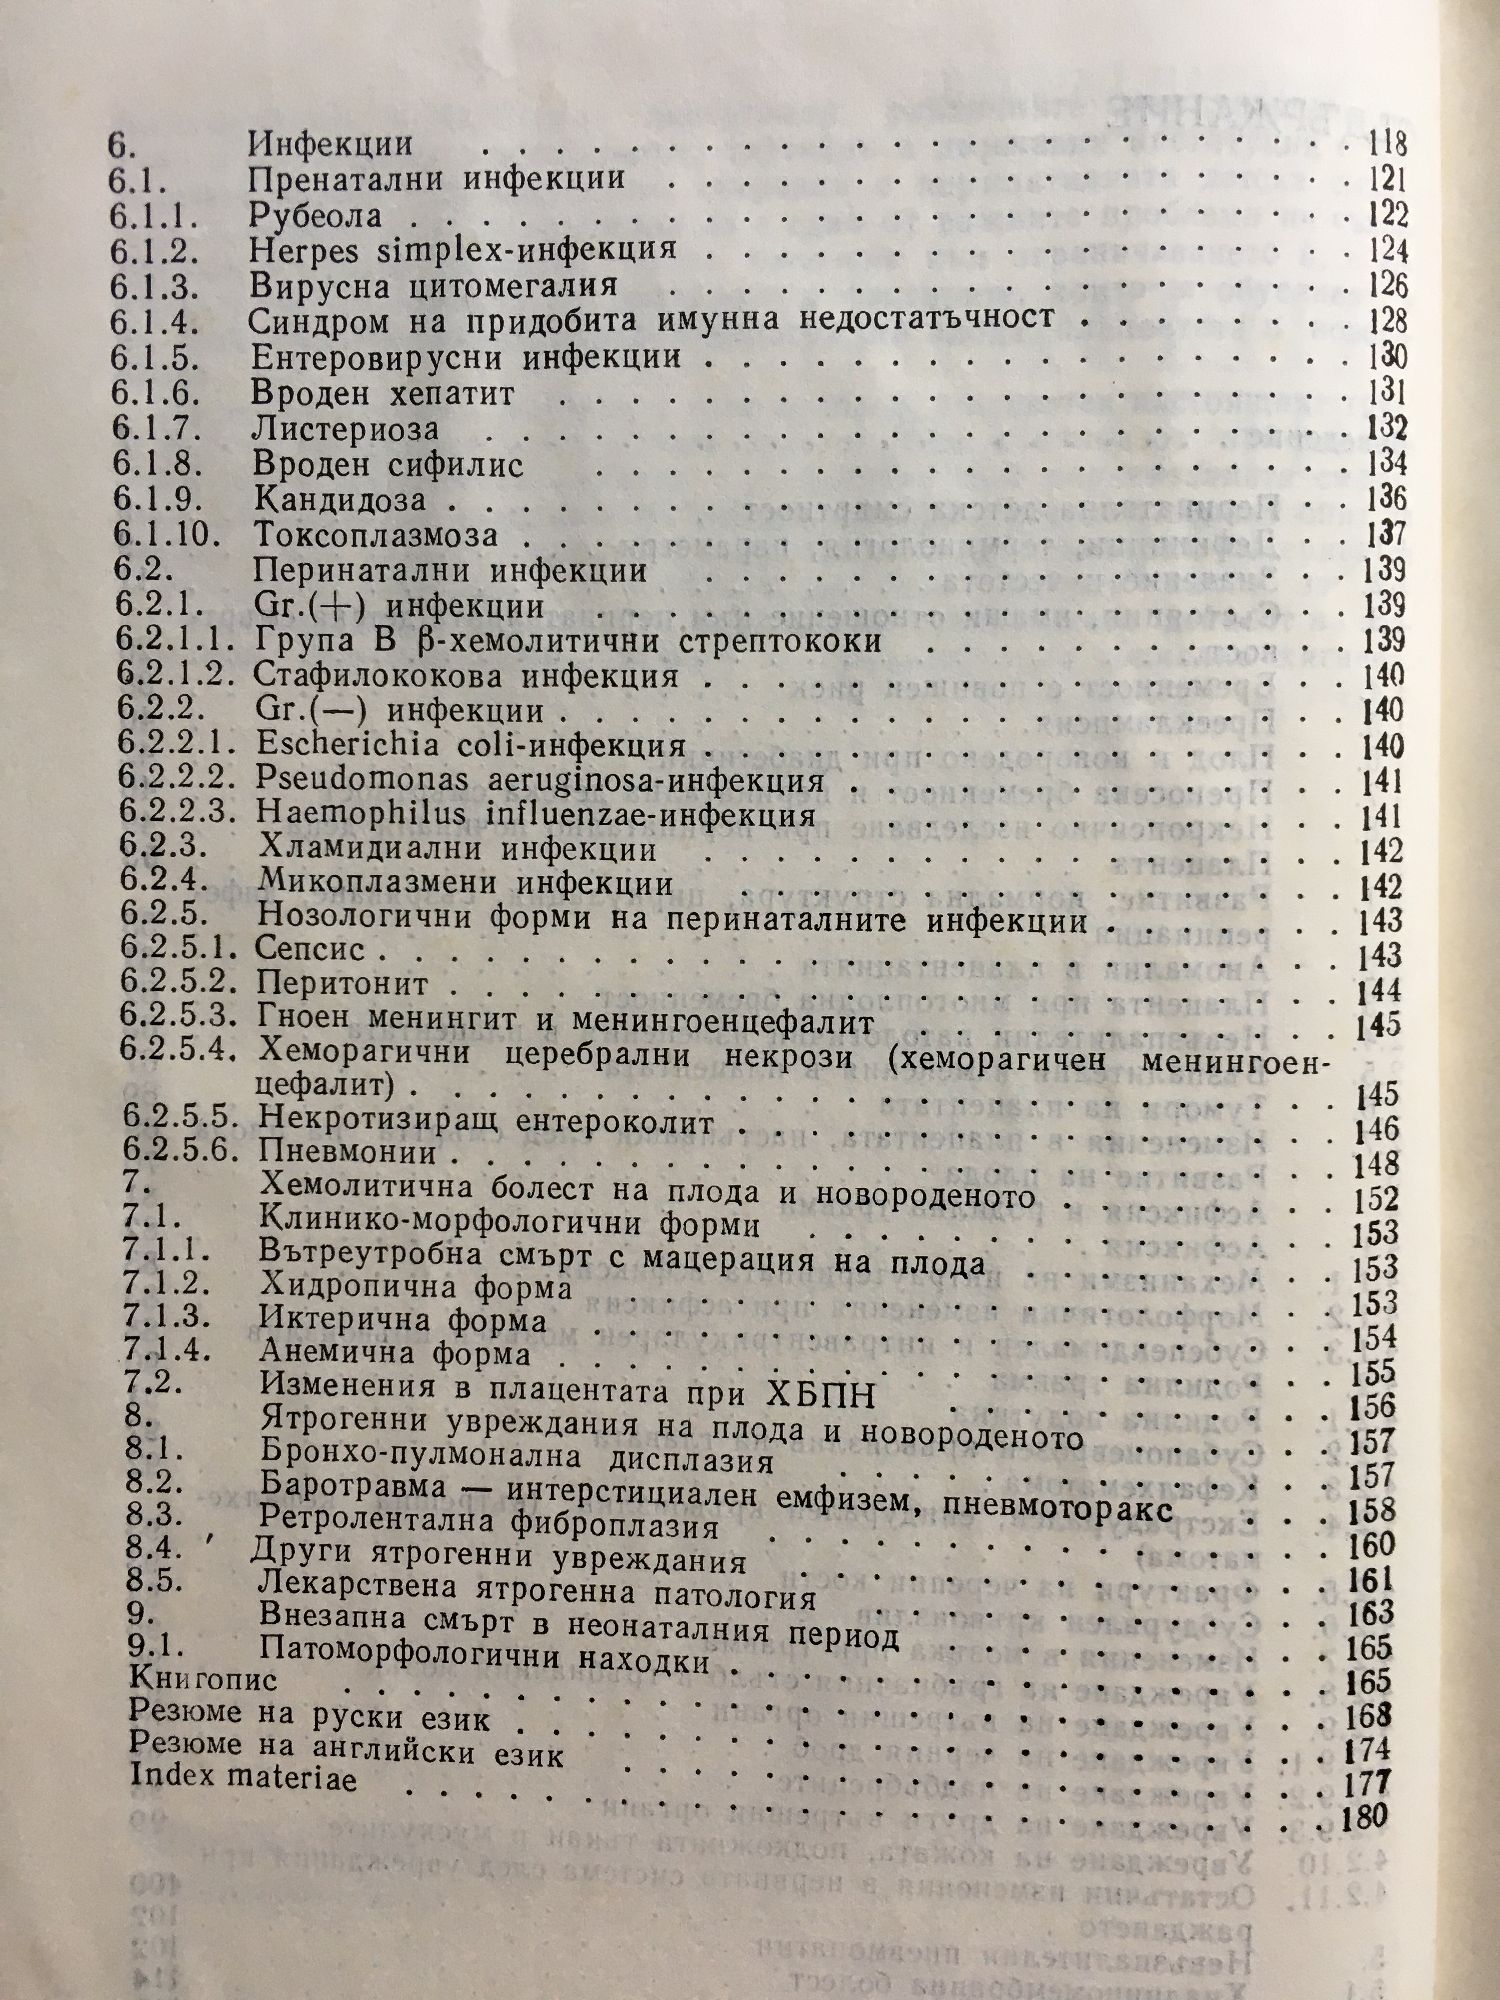 6. Инфекции . . . . . . . . . . . . . . . . . . . . . . . . 118
6.1. Пренатални инфекции . . . . . . . . . . . . . . . . . . . 121
6.1.1. Рубеола . . . . . . . . . . . . . . . . . . . . . . . . . . 122
6.1.2. Herpes simplex-инфекция . . . . . . . . . . . . . . . . . . 124
6.1.3. Вирусна цитомегалия . . . . . . . . . . . . . . . . . . . 126
6.1.4. Синдром на придобита имунна недостатъчност . . . . . . . . 128
6.1.5. Ентеровирусни инфекции . . . . . . . . . . . . . . . . . . 130
6.1.6. Вроден хепатит . . . . . . . . . . . . . . . . . . . . . . 131
6.1.7. Листериоза . . . . . . . . . . . . . . . . . . . . . . . . 132
6.1.8. Вроден сифилис . . . . . . . . . . . . . . . . . . . . . 134
6.1.9. Кандидоза . . . . . . . . . . . . . . . . . . . . . . . . . 136
6.1.10. Токсоплазмоза . . . . . . . . . . . . . . . . . . . . . . . 137
6.2. Перинатални инфекции . . . . . . . . . . . . . . . . . . 139
6.2.1. Gr.(+) инфекции . . . . . . . . . . . . . . . . . . . . . 139
6.2.1.1. Група В β-хемолитични стрептококи . . . . . . . . . . . . 139
6.2.1.2. Стафилококова инфекция . . . . . . . . . . . . . . . . . . 140
6.2.2. Gr.(—) инфекции . . . . . . . . . . . . . . . . . . . . . . 140
6.2.2.1. Escherichia coli-инфекция . . . . . . . . . . . . . . . . . . 140
6.2.2.2. Pseudomonas aeruginosa-инфекция . . . . . . . . . . . . . . 141
6.2.2.3. Haemophilus influenzae-инфекция . . . . . . . . . . . . . 141
6.2.3. Хламидиални инфекции . . . . . . . . . . . . . . . . . . 142
6.2.4. Микоплазмени инфекции . . . . . . . . . . . . . . . . . 142
6.2.5. Нозологични форми на перинаталните инфекции . . . . . . . 143
6.2.5.1. Сепсис . . . . . . . . . . . . . . . . . . . . . . . . . . . 143
6.2.5.2. Перитонит . . . . . . . . . . . . . . . . . . . . . . . . . 144
6.2.5.3. Гноен менингит и менингоенцефалит . . . . . . . . . . . . 145
6.2.5.4. Хеморагични церебрални некрози (хеморагичен менингоен-
цефалит) . . . . . . . . . . . . . . . . . . . . . . . . . . 145
6.2.5.5. Некротизиращ ентероколит . . . . . . . . . . . . . . . . . 146
6.2.5.6. Пневмонии . . . . . . . . . . . . . . . . . . . . . . . . . 148
7. Хемолитична болест на плода и новороденото . . . . . . . . 152
7.1. Клинико-морфологични форми . . . . . . . . . . . . . . . 153
7.1.1. Вътреутробна смърт с мацерация на плода . . . . . . . . . 153
7.1.2. Хидропична форма . . . . . . . . . . . . . . . . . . . . 153
7.1.3. Иктерична форма . . . . . . . . . . . . . . . . . . . . . 154
7.1.4. Анемична форма . . . . . . . . . . . . . . . . . . . . . . 155
7.2. Изменения в плацентата при ХБПН . . . . . . . . . . . . 156
8. Ятрогенни увреждания на плода и новороденото . . . . . . 157
8.1. Бронхо-пулмонална дисплазия . . . . . . . . . . . . . . 157
8.2. Баротравма — интерстициален емфизем, пневмоторакс . . . 158
8.3. Ретролентална фиброплазия . . . . . . . . . . . . . . . . 160
8.4. ′ Други ятрогенни увреждания . . . . . . . . . . . . . . . 161
8.5. Лекарствена ятрогенна патология . . . . . . . . . . . . . 163
9. Внезапна смърт в неонаталния период . . . . . . . . . . . 165
9.1. Патоморфологични находки . . . . . . . . . . . . . . . . . 165
Книгопис . . . . . . . . . . . . . . . . . . . . . . . . . . . 168
Резюме на руски език . . . . . . . . . . . . . . . . . . . . . . 174
Резюме на английски език . . . . . . . . . . . . . . . . . . . . 177
Index materiae . . . . . . . . . . . . . . . . . . . . . . . . . 180